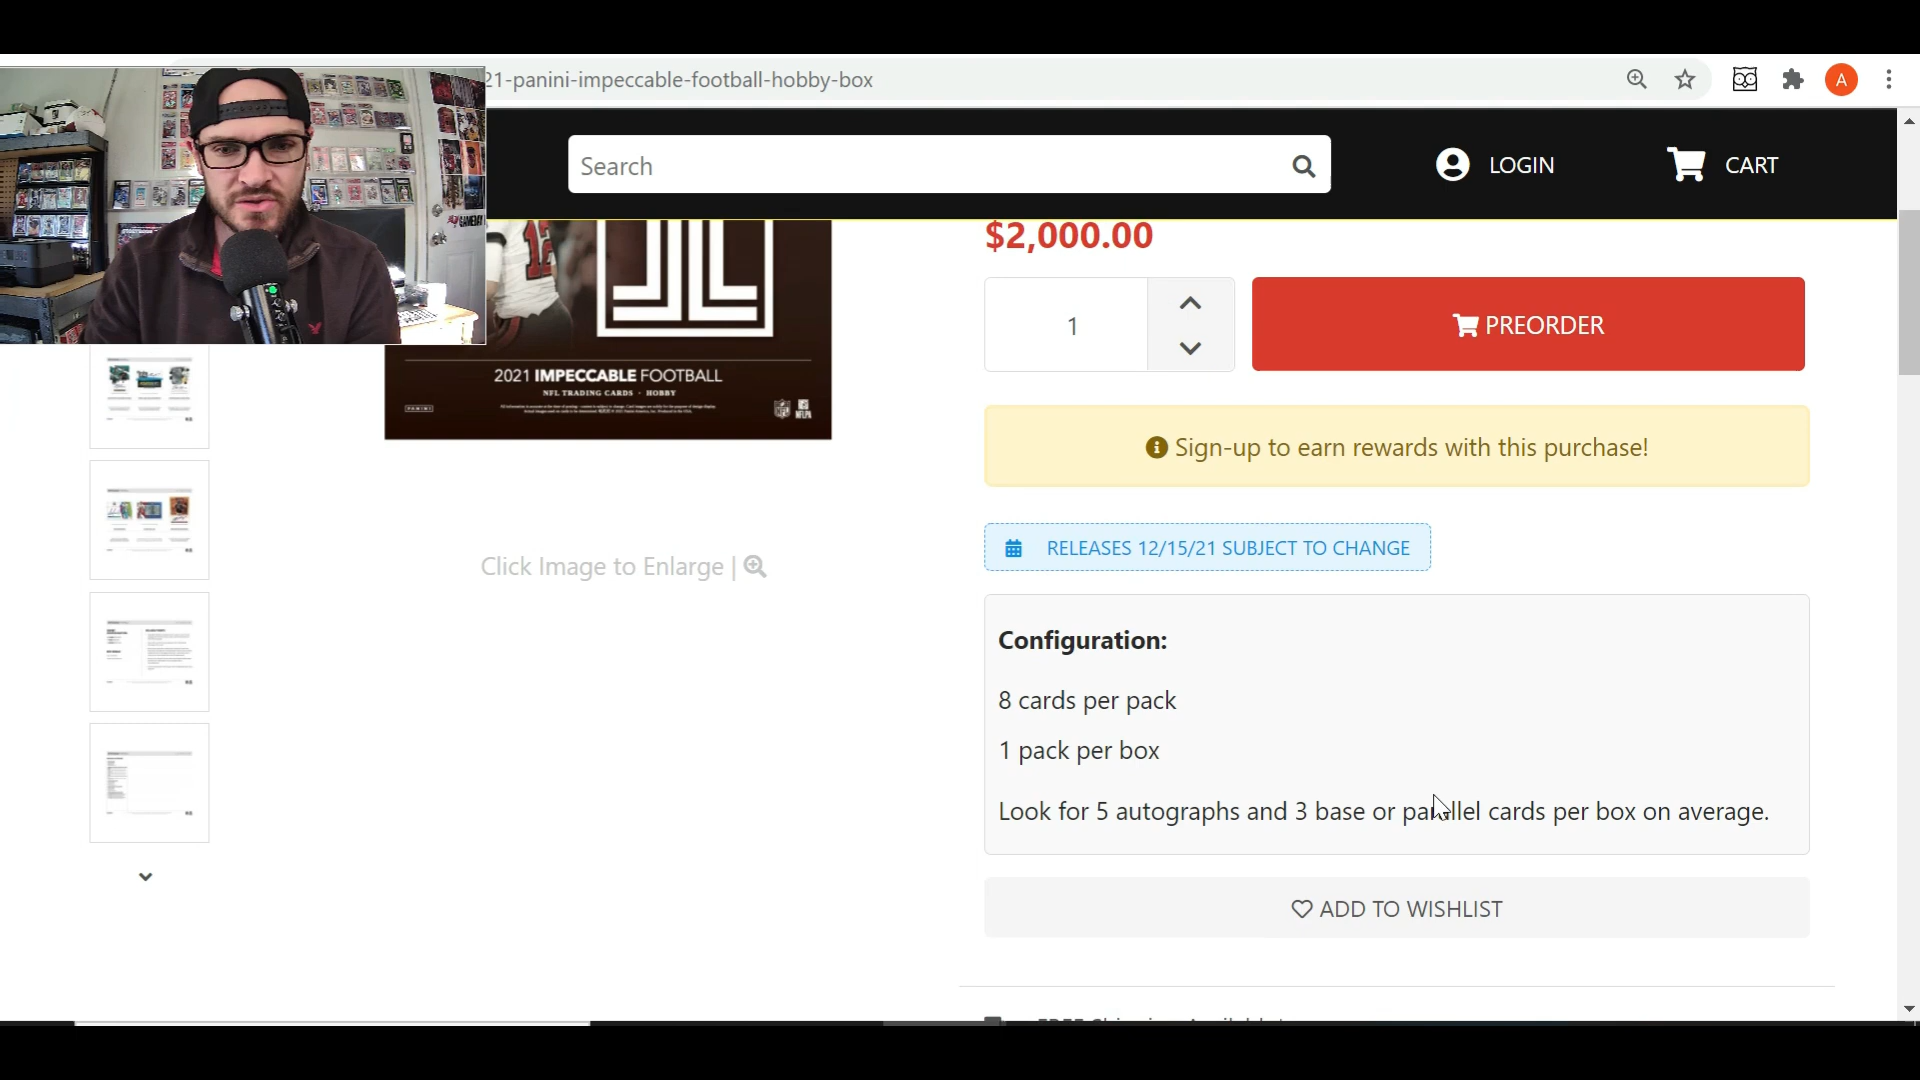 21-panini-impeccable-football-hobby-box
A
Search
LOGIN
CART
$2,000.00
12
1
PREORDER
2021 IMPECCABLE FOOTBALL
NFL TRADING CARDS · HOBBY
PANINI
Sign-up to earn rewards with this purchase!
RELEASES 12/15/21 SUBJECT TO CHANGE
Click Image to Enlarge |
Configuration:
8 cards per pack
1 pack per box
Look for 5 autographs and 3 base or parallel cards per box on average.
ADD TO WISHLIST